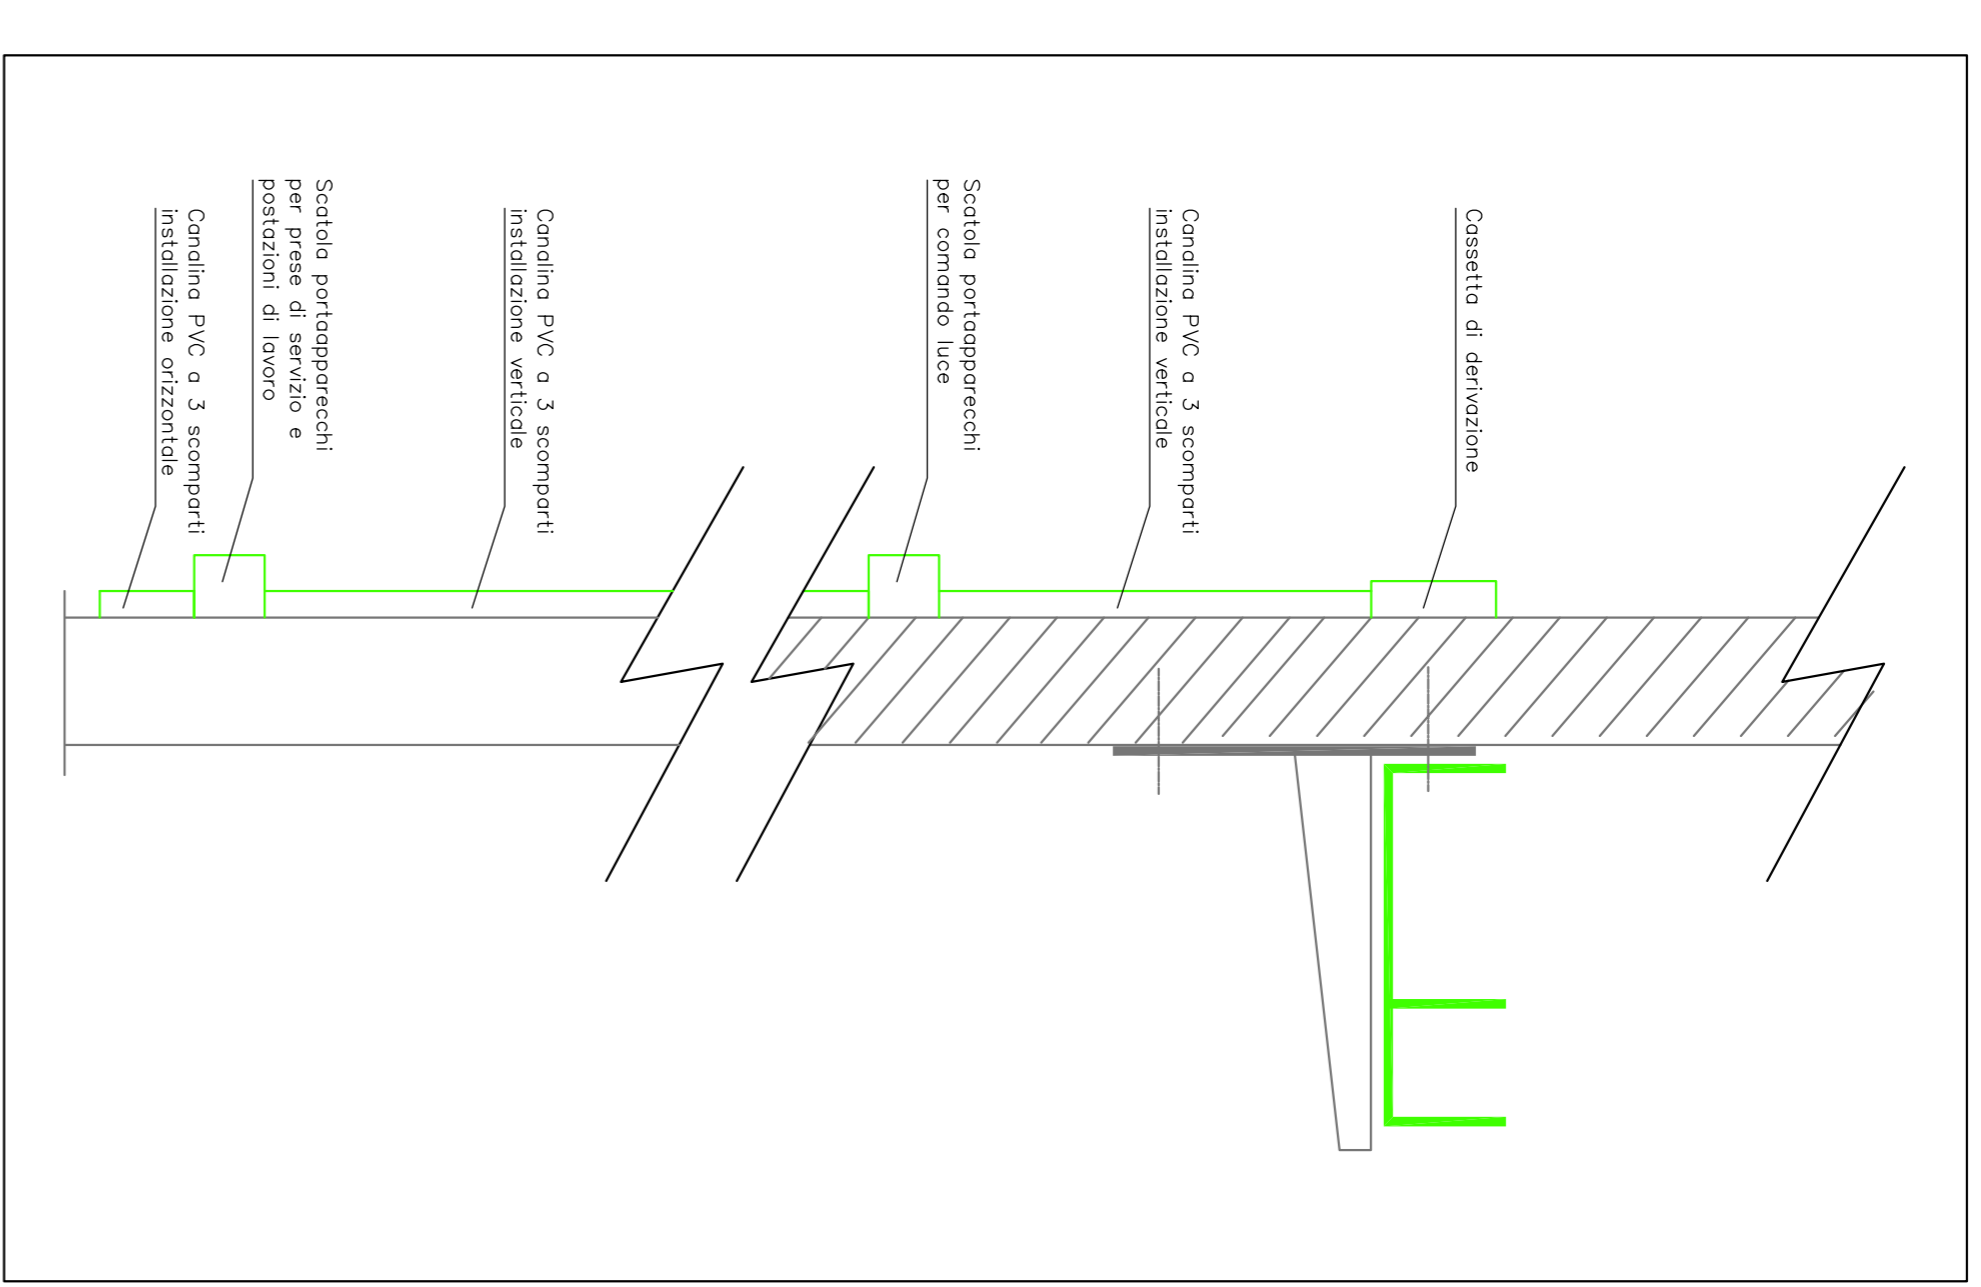 Cassetta di derivazione
Canalina PVC a 3 scomparti
installazione verticale
Scatola portaapparecchi
per comando luce
Canalina PVC a 3 scomparti
installazione verticale
Scatola portaapparecchi
per prese di servizio e
postazioni di lavoro
Canalina PVC a 3 scomparti
installazione orizzontale